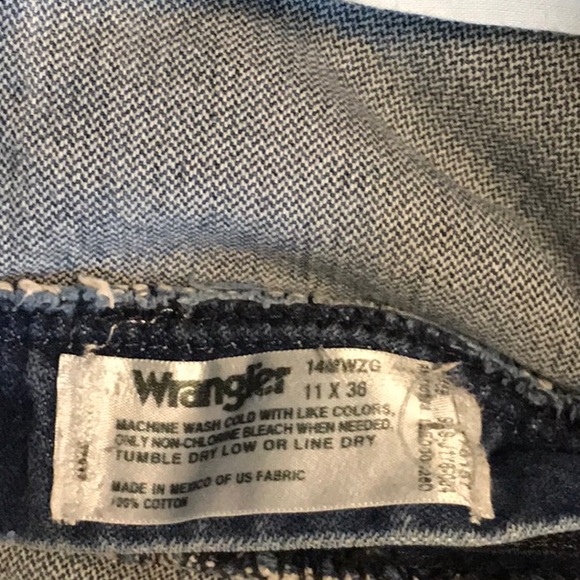 Wrangler 14MWZG
11 X 36
MACHINE WASH COLD WITH LIKE COLORS,
ONLY NON-CHLORINE BLEACH WHEN NEEDED.
TUMBLE DRY LOW OR LINE DRY
MADE IN MEXICO OF US FABRIC
100% COTTON